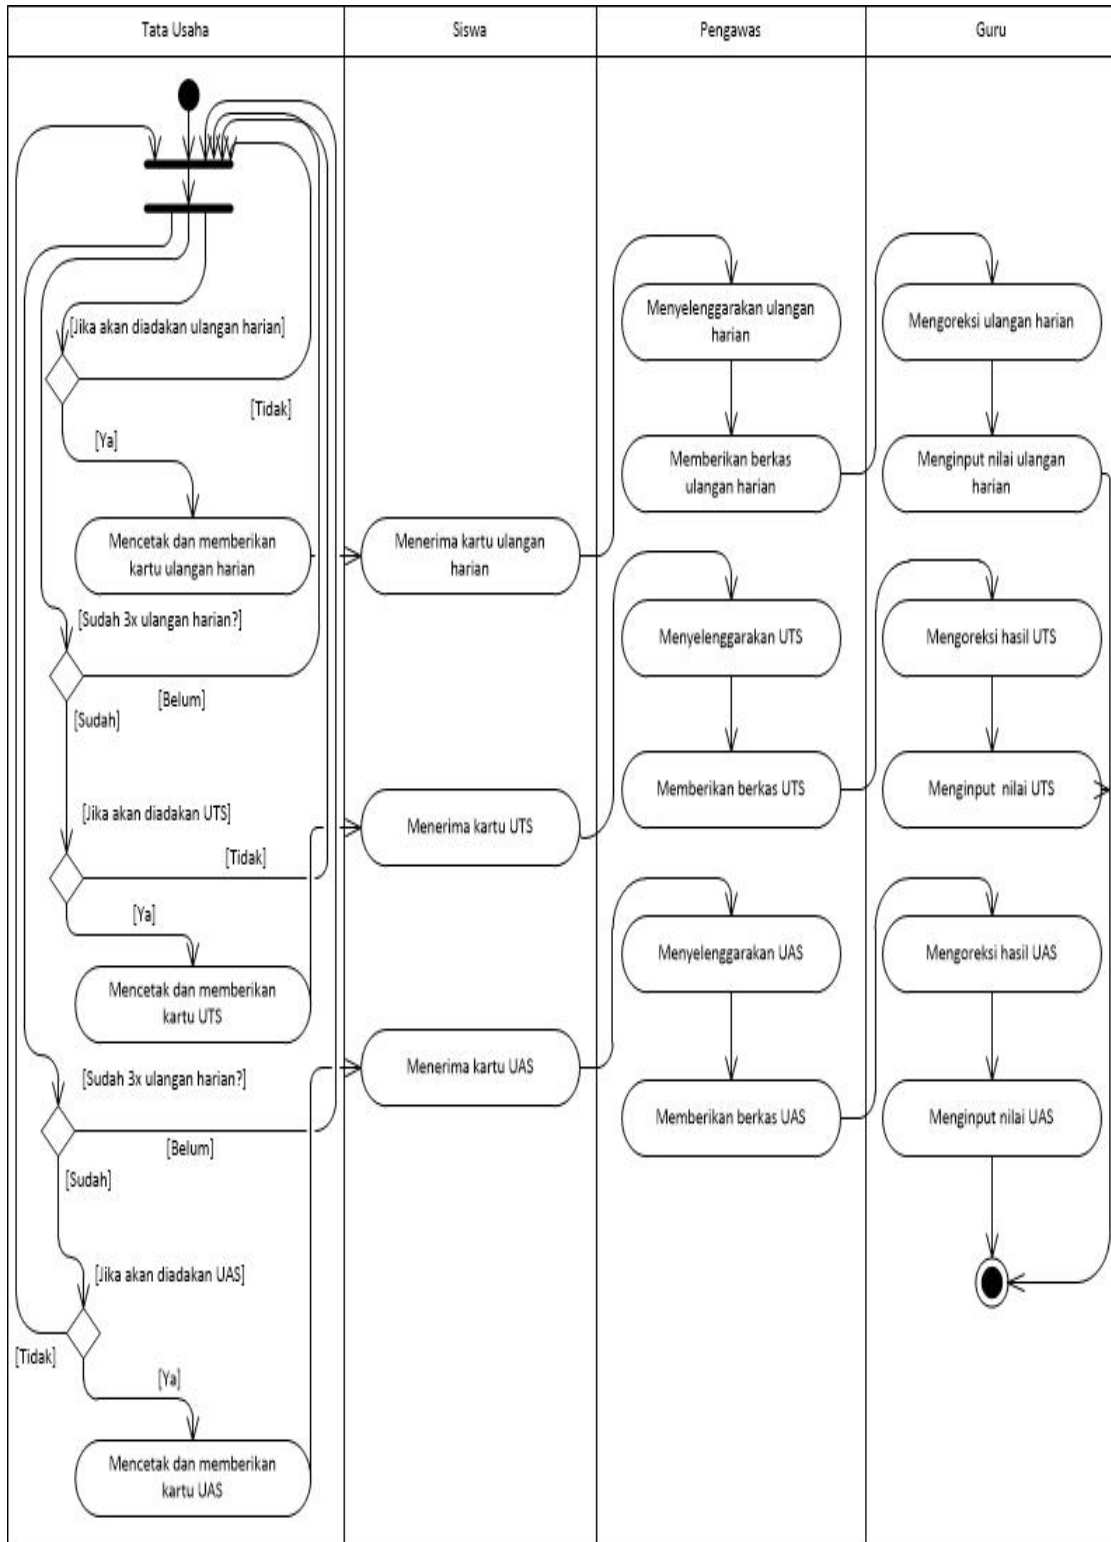 Tata Usaha
Siswa
Pengawas
Guru
[Jika akan diadakan ulangan harian]
[Tidak]
[Ya]
Mencetak dan memberikan
kartu ulangan harian
[Sudah 3x ulangan harian?]
[Belum]
[Sudah]
[Jika akan diadakan UTS]
[Tidak]
[Ya]
Mencetak dan memberikan
kartu UTS
[Sudah 3x ulangan harian?]
[Belum]
[Sudah]
[Jika akan diadakan UAS]
[Tidak]
[Ya]
Mencetak dan memberikan
kartu UAS
Menerima kartu ulangan
harian
Menerima kartu UTS
Menerima kartu UAS
Menyelenggarakan ulangan
harian
Memberikan berkas
ulangan harian
Menyelenggarakan UTS
Memberikan berkas UTS
Menyelenggarakan UAS
Memberikan berkas UAS
Mengoreksi ulangan harian
Menginput nilai ulangan
harian
Mengoreksi hasil UTS
Menginput nilai UTS
Mengoreksi hasil UAS
Menginput nilai UAS